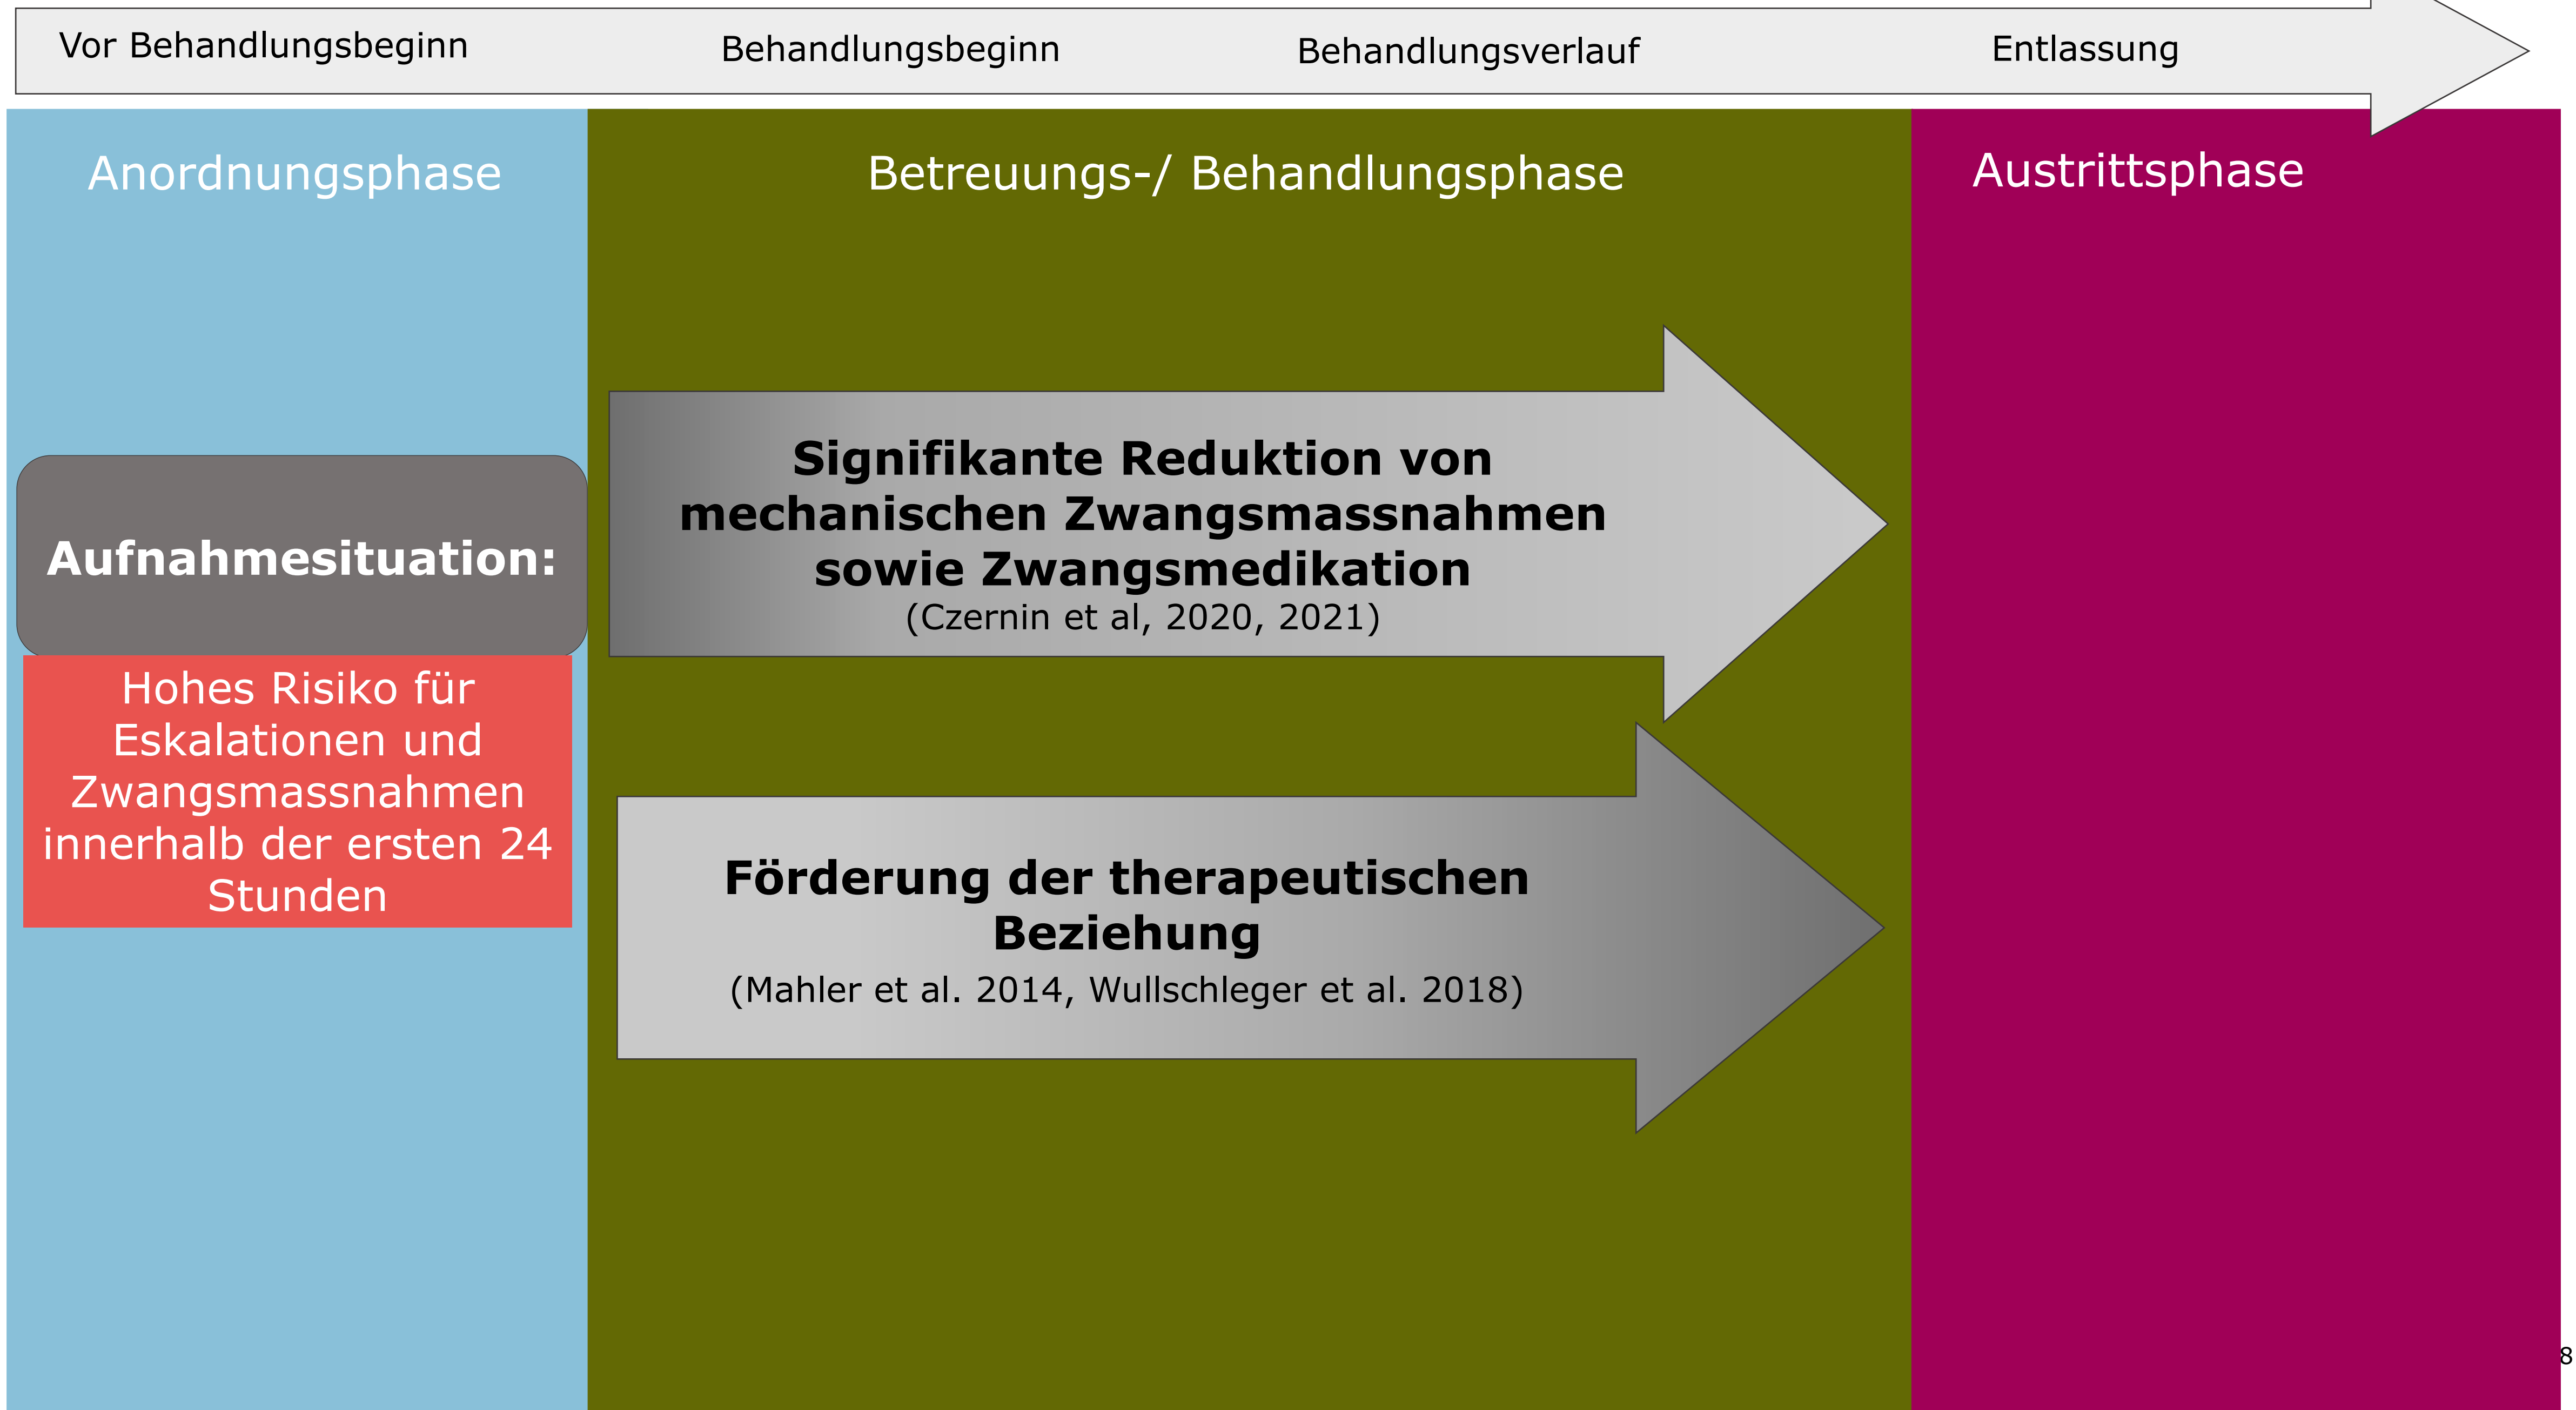 Vor Behandlungsbeginn
Behandlungsbeginn
Behandlungsverlauf
Entlassung
Anordnungsphase
Betreuungs-/ Behandlungsphase
Austrittsphase
Aufnahmesituation:
Hohes Risiko für
Eskalationen und
Zwangsmassnahmen
innerhalb der ersten 24
Stunden
Signifikante Reduktion von
mechanischen Zwangsmassnahmen
sowie Zwangsmedikation
(Czernin et al, 2020, 2021)
Förderung der therapeutischen
Beziehung
(Mahler et al. 2014, Wullschleger et al. 2018)
8